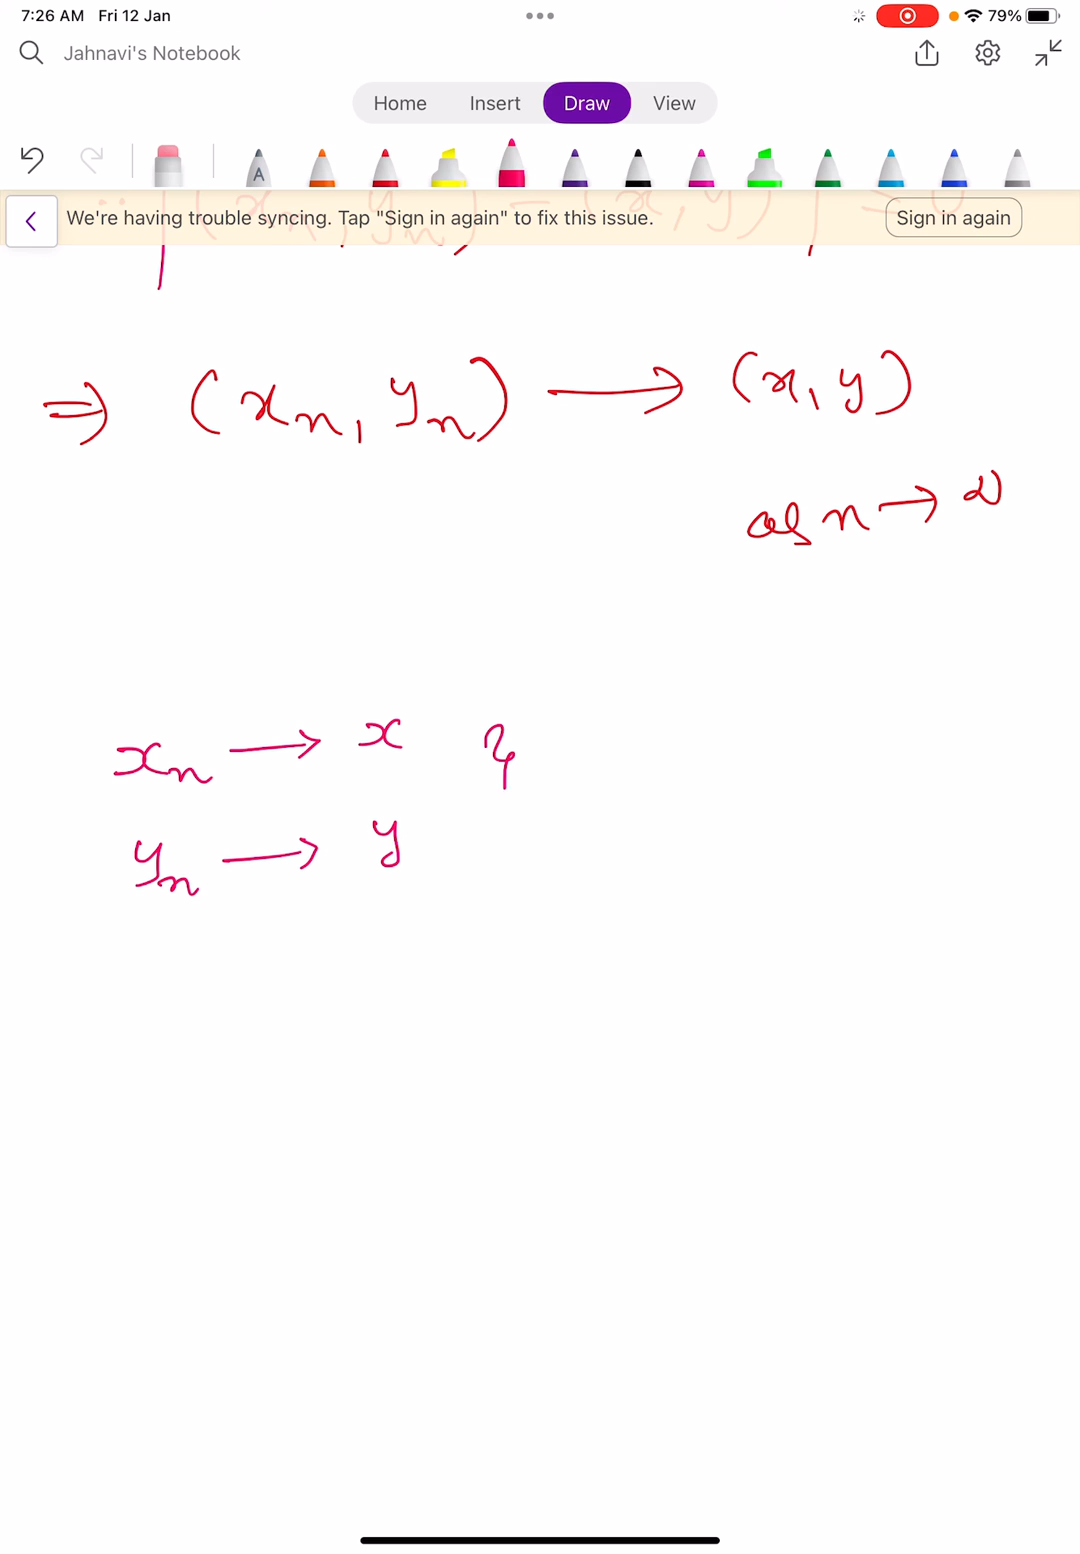 7:26 AM Fri 12 Jan
79%
Jahnavi's Notebook
Home Insert Draw View
A
We're having trouble syncing. Tap "Sign in again" to fix this issue. Sign in again
⇒ (xn, yn) → (x, y)
as n → ∞
xn → x &
yn → y